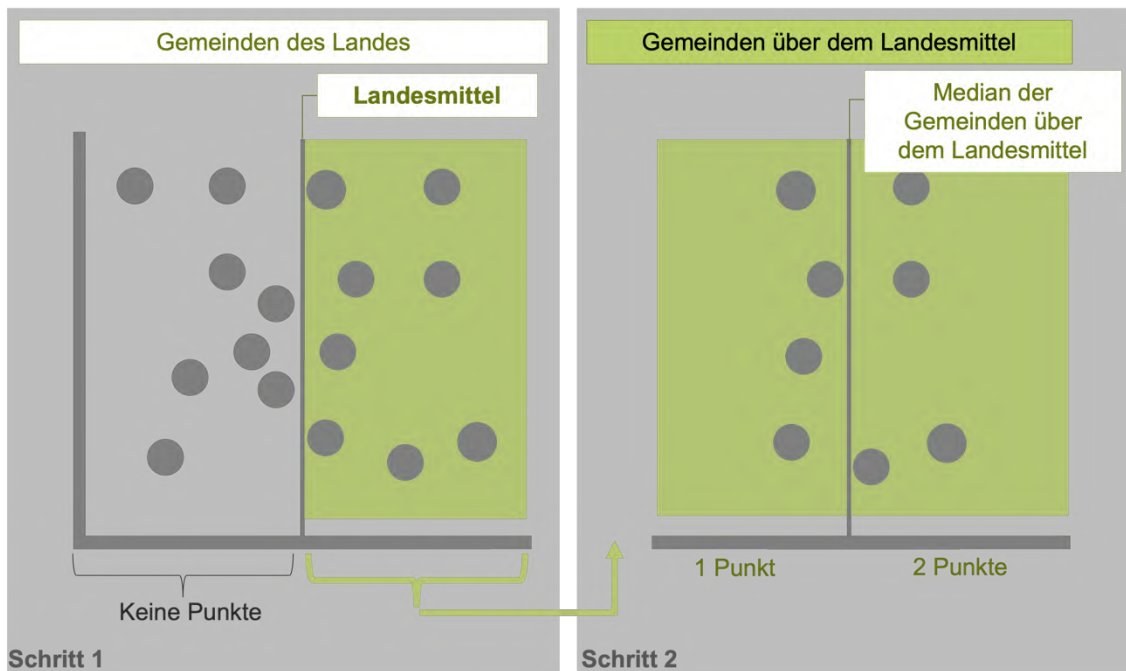 Gemeinden des Landes
Landesmittel
Keine Punkte
Schritt 1
Gemeinden über dem Landesmittel
Median der
Gemeinden über
dem Landesmittel
1 Punkt
2 Punkte
Schritt 2